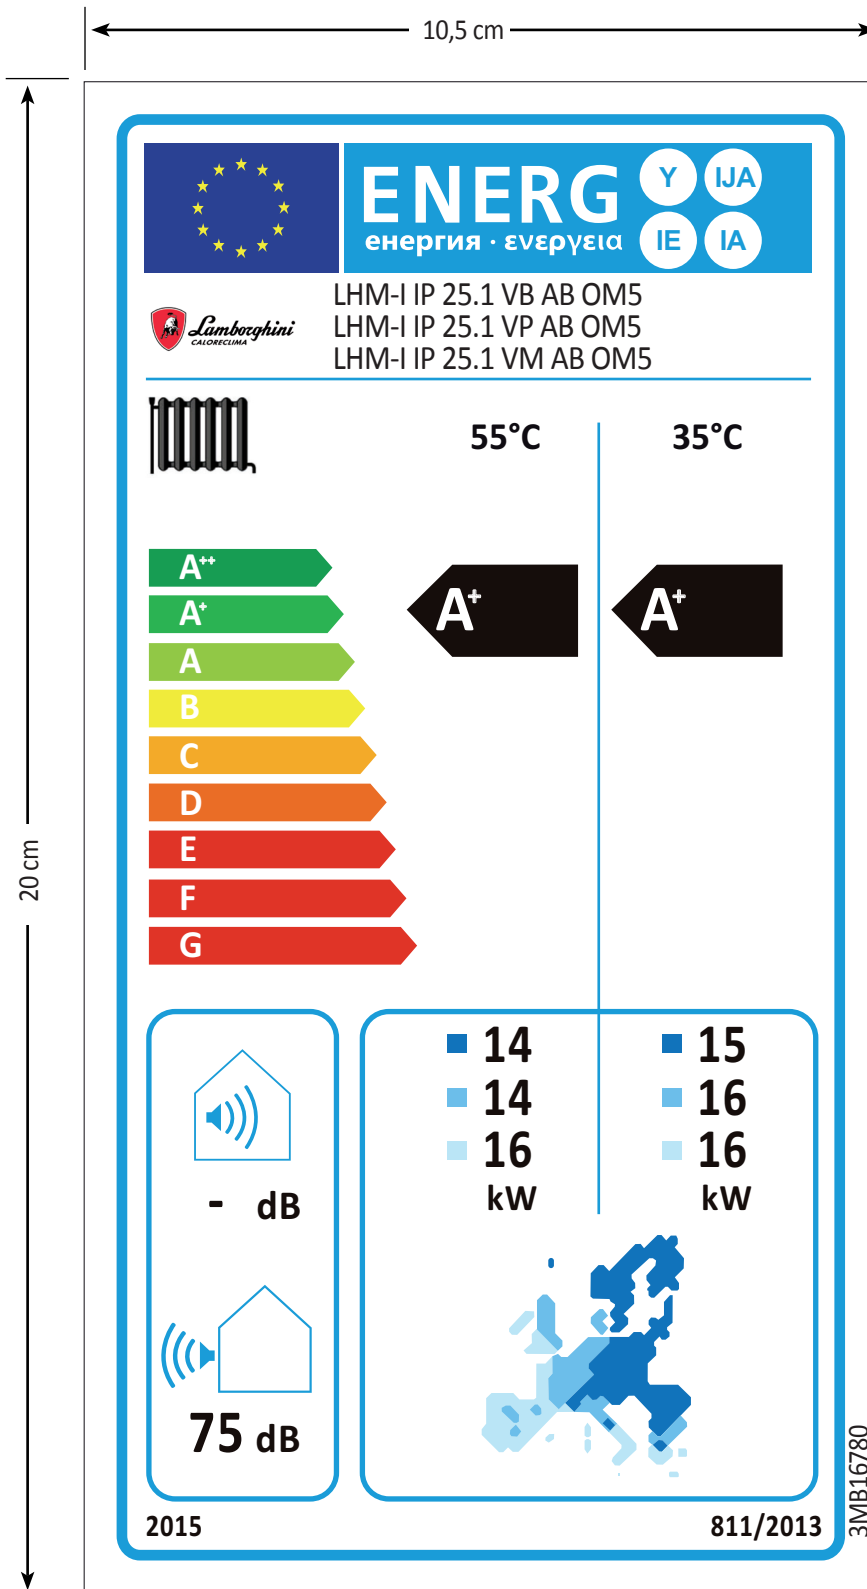 10,5 cm
20 cm
ENERG
енергия · ενεργεια
Y
IJA
IE
IA
Lamborghini
CALORECLIMA
LHM-I IP 25.1 VB AB OM5
LHM-I IP 25.1 VP AB OM5
LHM-I IP 25.1 VM AB OM5
55°C
35°C
A++
A+
A
B
C
D
E
F
G
A+
A+
- dB
75 dB
14
14
16
kW
15
16
16
kW
2015
811/2013
3MB16780